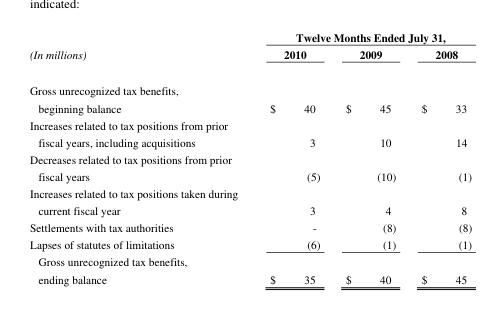 indicated:
Twelve Months Ended July 31,
(In millions) 2010 2009 2008
Gross unrecognized tax benefits,
beginning balance $ 40 $ 45 $ 33
Increases related to tax positions from prior
fiscal years, including acquisitions 3 10 14
Decreases related to tax positions from prior
fiscal years (5) (10) (1)
Increases related to tax positions taken during
current fiscal year 3 4 8
Settlements with tax authorities - (8) (8)
Lapses of statutes of limitations (6) (1) (1)
Gross unrecognized tax benefits,
ending balance $ 35 $ 40 $ 45